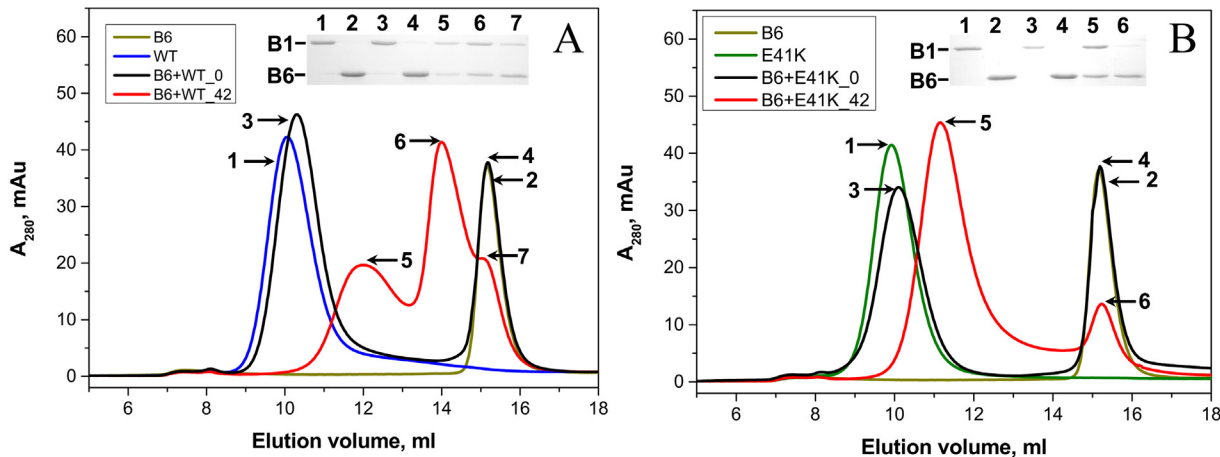 A
B6
WT
B6+WT_0
B6+WT_42
1 2 3 4 5 6 7
B1
B6
3
1
6
4
2
5
7
A280, mAu
60
50
40
30
20
10
0
6 8 10 12 14 16 18
Elution volume, ml
B
B6
E41K
B6+E41K_0
B6+E41K_42
1 2 3 4 5 6
B1
B6
5
1
3
4
2
6
A280, mAu
60
50
40
30
20
10
0
6 8 10 12 14 16 18
Elution volume, ml